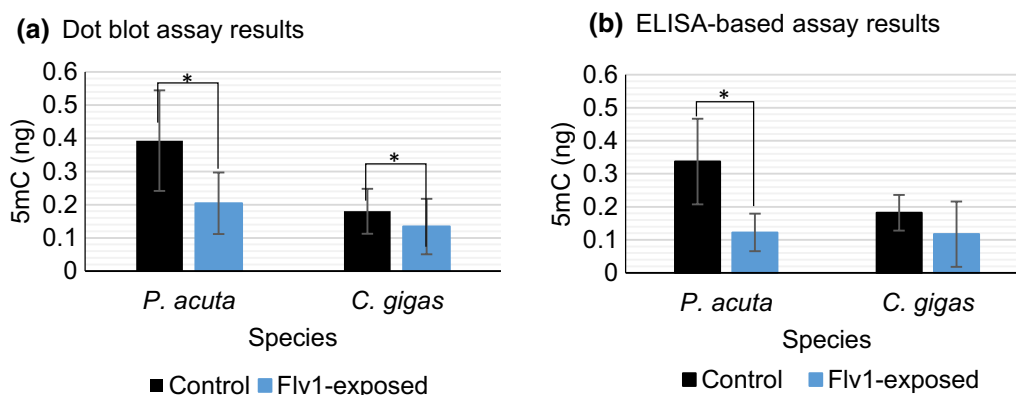 (a) Dot blot assay results
0.6
0.5
0.4
0.3
0.2
0.1
0
5mC (ng)
*
*
P. acuta C. gigas
Species
Control Flv1-exposed
(b) ELISA-based assay results
0.6
0.5
0.4
0.3
0.2
0.1
0
5mC (ng)
*
P. acuta C. gigas
Species
Control Flv1-exposed